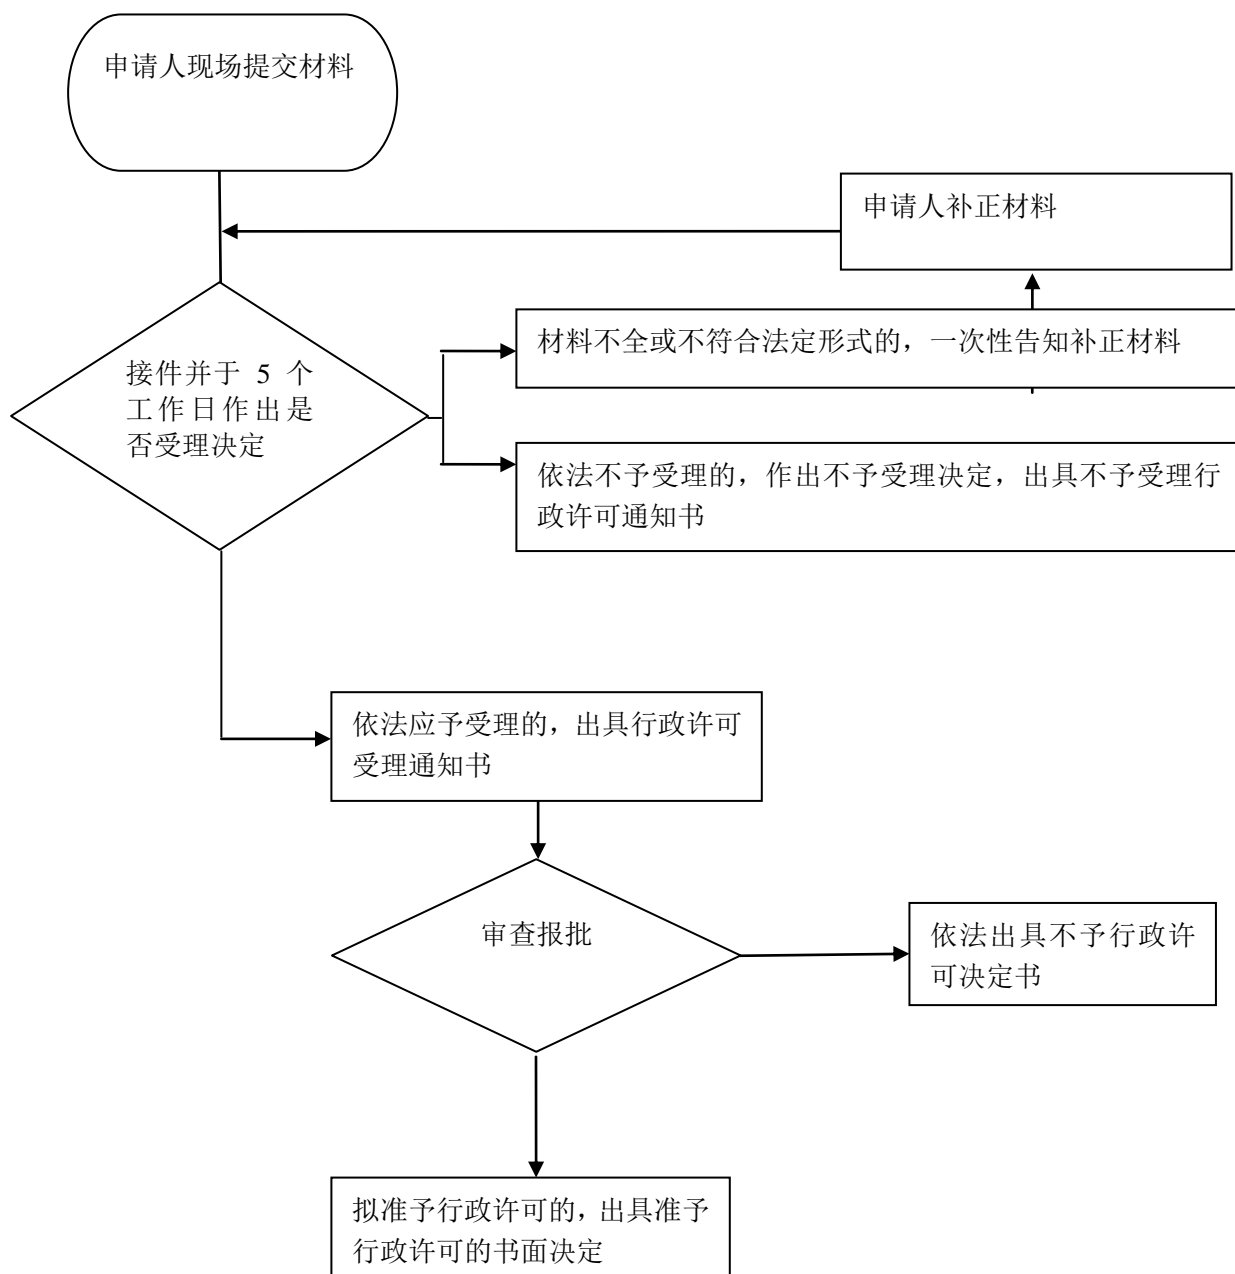 申请人现场提交材料
申请人补正材料
材料不全或不符合法定形式的，一次性告知补正材料
接件并于 5 个
工作日作出是
否受理决定
依法不予受理的，作出不予受理决定，出具不予受理行
政许可通知书
依法应予受理的，出具行政许可
受理通知书
审查报批
依法出具不予行政许
可决定书
拟准予行政许可的，出具准予
行政许可的书面决定